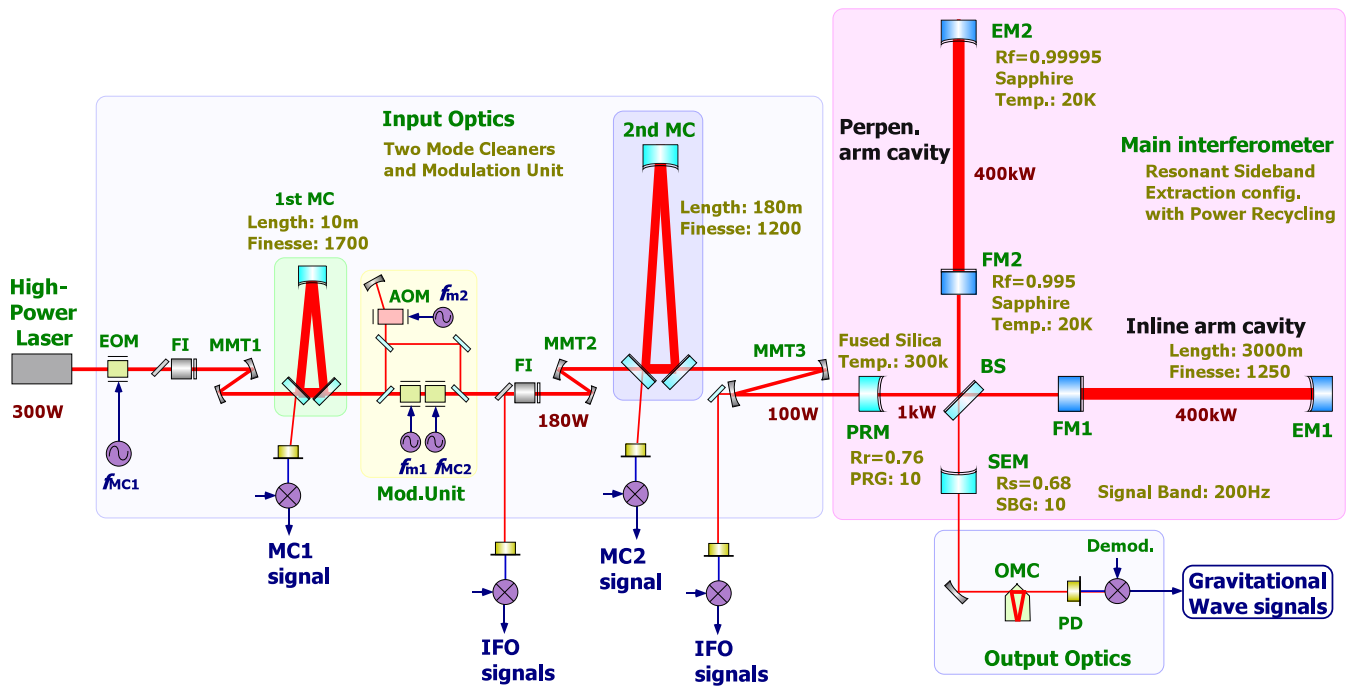 High-
Power
Laser
300W
EOM
fMC1
FI
MMT1
Input Optics
Two Mode Cleaners
and Modulation Unit
1st MC
Length: 10m
Finesse: 1700
MC1
signal
AOM
fm2
fm1
fMC2
Mod.Unit
FI
180W
IFO
signals
MMT2
2nd MC
Length: 180m
Finesse: 1200
MC2
signal
MMT3
100W
IFO
signals
Fused Silica
Temp.: 300k
PRM
Rr=0.76
PRG: 10
1kW
BS
EM2
Rf=0.99995
Sapphire
Temp.: 20K
Perpen.
arm cavity
400kW
Main interferometer
Resonant Sideband
Extraction config.
with Power Recycling
FM2
Rf=0.995
Sapphire
Temp.: 20K
Inline arm cavity
Length: 3000m
Finesse: 1250
FM1
400kW
EM1
SEM
Rs=0.68
SBG: 10
Signal Band: 200Hz
OMC
PD
Demod.
Gravitational
Wave signals
Output Optics